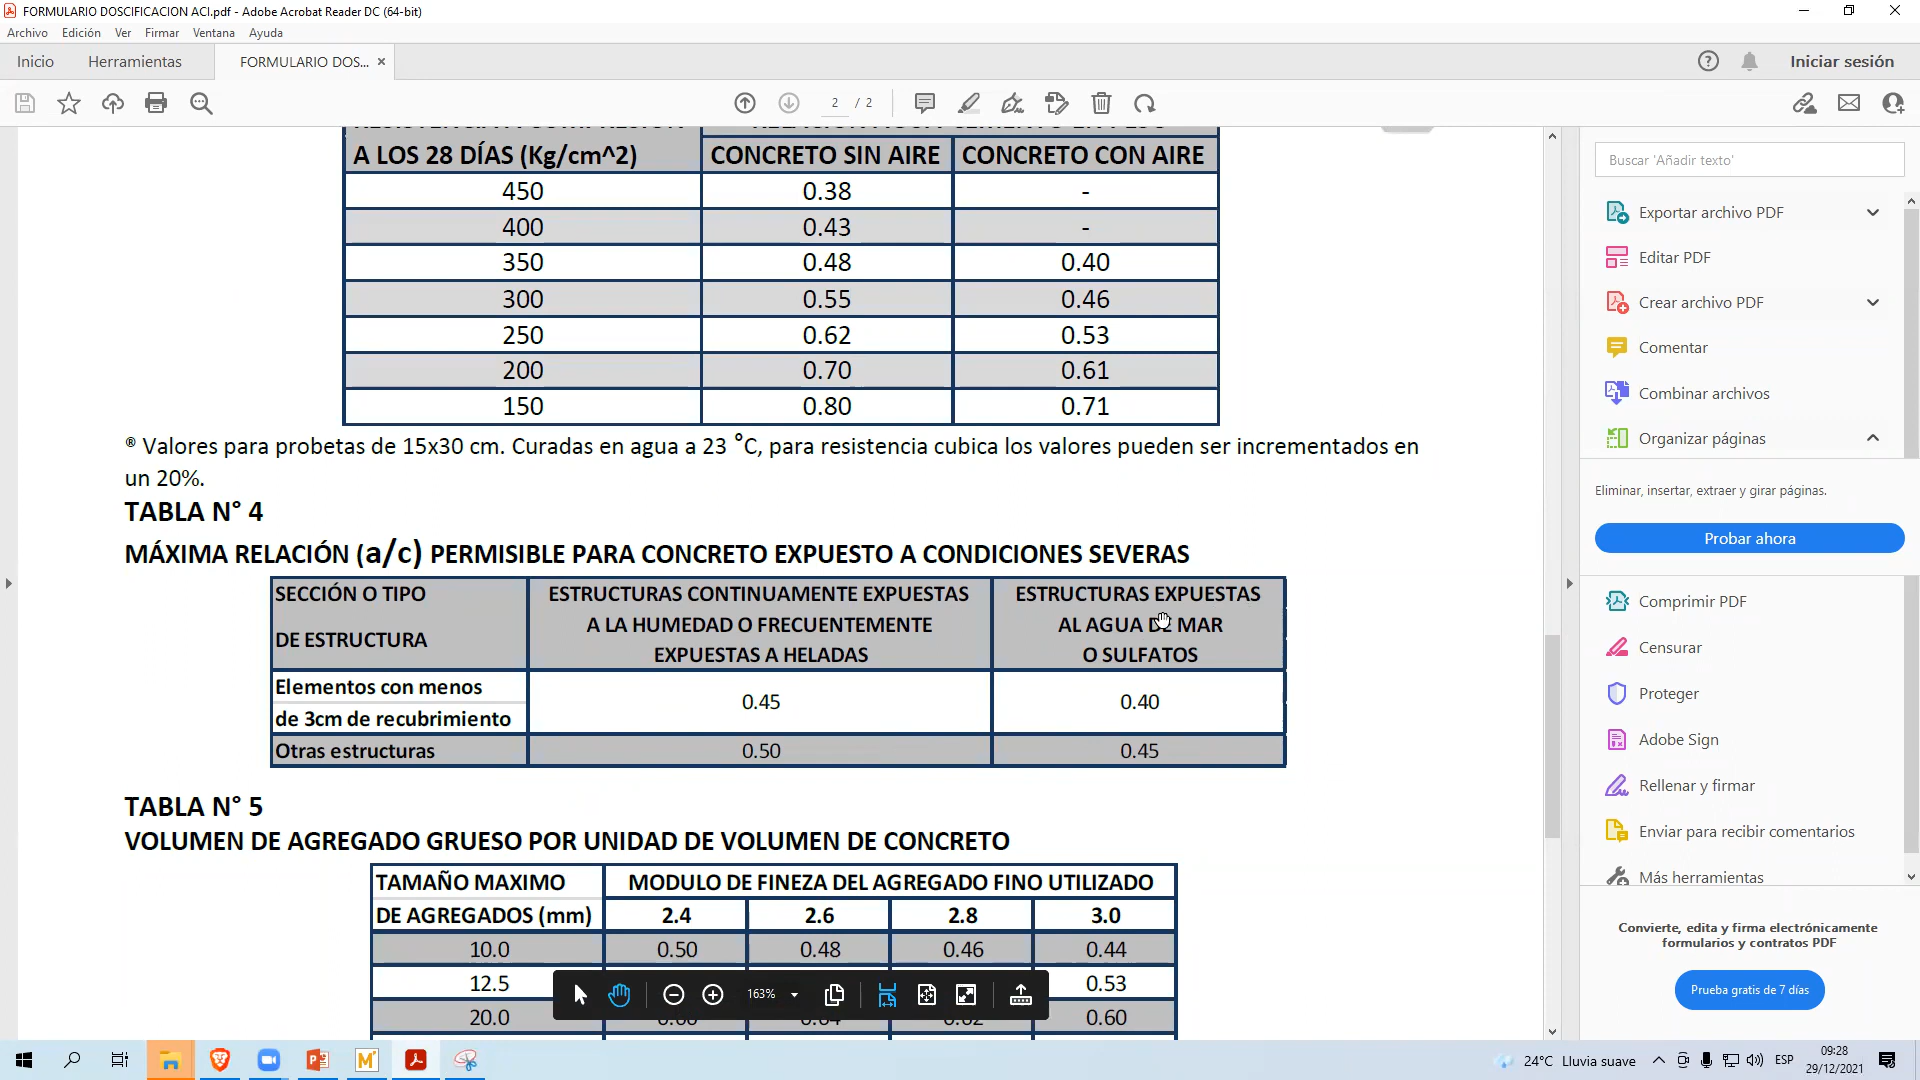 FORMULARIO DOSCIFICACION ACI.pdf - Adobe Acrobat Reader DC (64-bit)
Archivo Edición Ver Firmar Ventana Ayuda
Inicio Herramientas FORMULARIO DOS... × Iniciar sesión
2 / 2
A LOS 28 DÍAS (Kg/cm^2) CONCRETO SIN AIRE CONCRETO CON AIRE
450 0.38 -
400 0.43 -
350 0.48 0.40
300 0.55 0.46
250 0.62 0.53
200 0.70 0.61
150 0.80 0.71
® Valores para probetas de 15x30 cm. Curadas en agua a 23 °C, para resistencia cubica los valores pueden ser incrementados en
un 20%.
TABLA N° 4
MÁXIMA RELACIÓN (a/c) PERMISIBLE PARA CONCRETO EXPUESTO A CONDICIONES SEVERAS
SECCIÓN O TIPO
DE ESTRUCTURA
ESTRUCTURAS CONTINUAMENTE EXPUESTAS
A LA HUMEDAD O FRECUENTEMENTE
EXPUESTAS A HELADAS
ESTRUCTURAS EXPUESTAS
AL AGUA DE MAR
O SULFATOS
Elementos con menos
de 3cm de recubrimiento
0.45 0.40
Otras estructuras 0.50 0.45
TABLA N° 5
VOLUMEN DE AGREGADO GRUESO POR UNIDAD DE VOLUMEN DE CONCRETO
TAMAÑO MAXIMO MODULO DE FINEZA DEL AGREGADO FINO UTILIZADO
DE AGREGADOS (mm) 2.4 2.6 2.8 3.0
10.0 0.50 0.48 0.46 0.44
12.5 0.53
20.0 0.60
163%
Buscar 'Añadir texto'
Exportar archivo PDF
Editar PDF
Crear archivo PDF
Comentar
Combinar archivos
Organizar páginas
Eliminar, insertar, extraer y girar páginas.
Probar ahora
Comprimir PDF
Censurar
Proteger
Adobe Sign
Rellenar y firmar
Enviar para recibir comentarios
Más herramientas
Convierte, edita y firma electrónicamente
formularios y contratos PDF
Prueba gratis de 7 días
24°C Lluvia suave ESP
09:28
29/12/2021